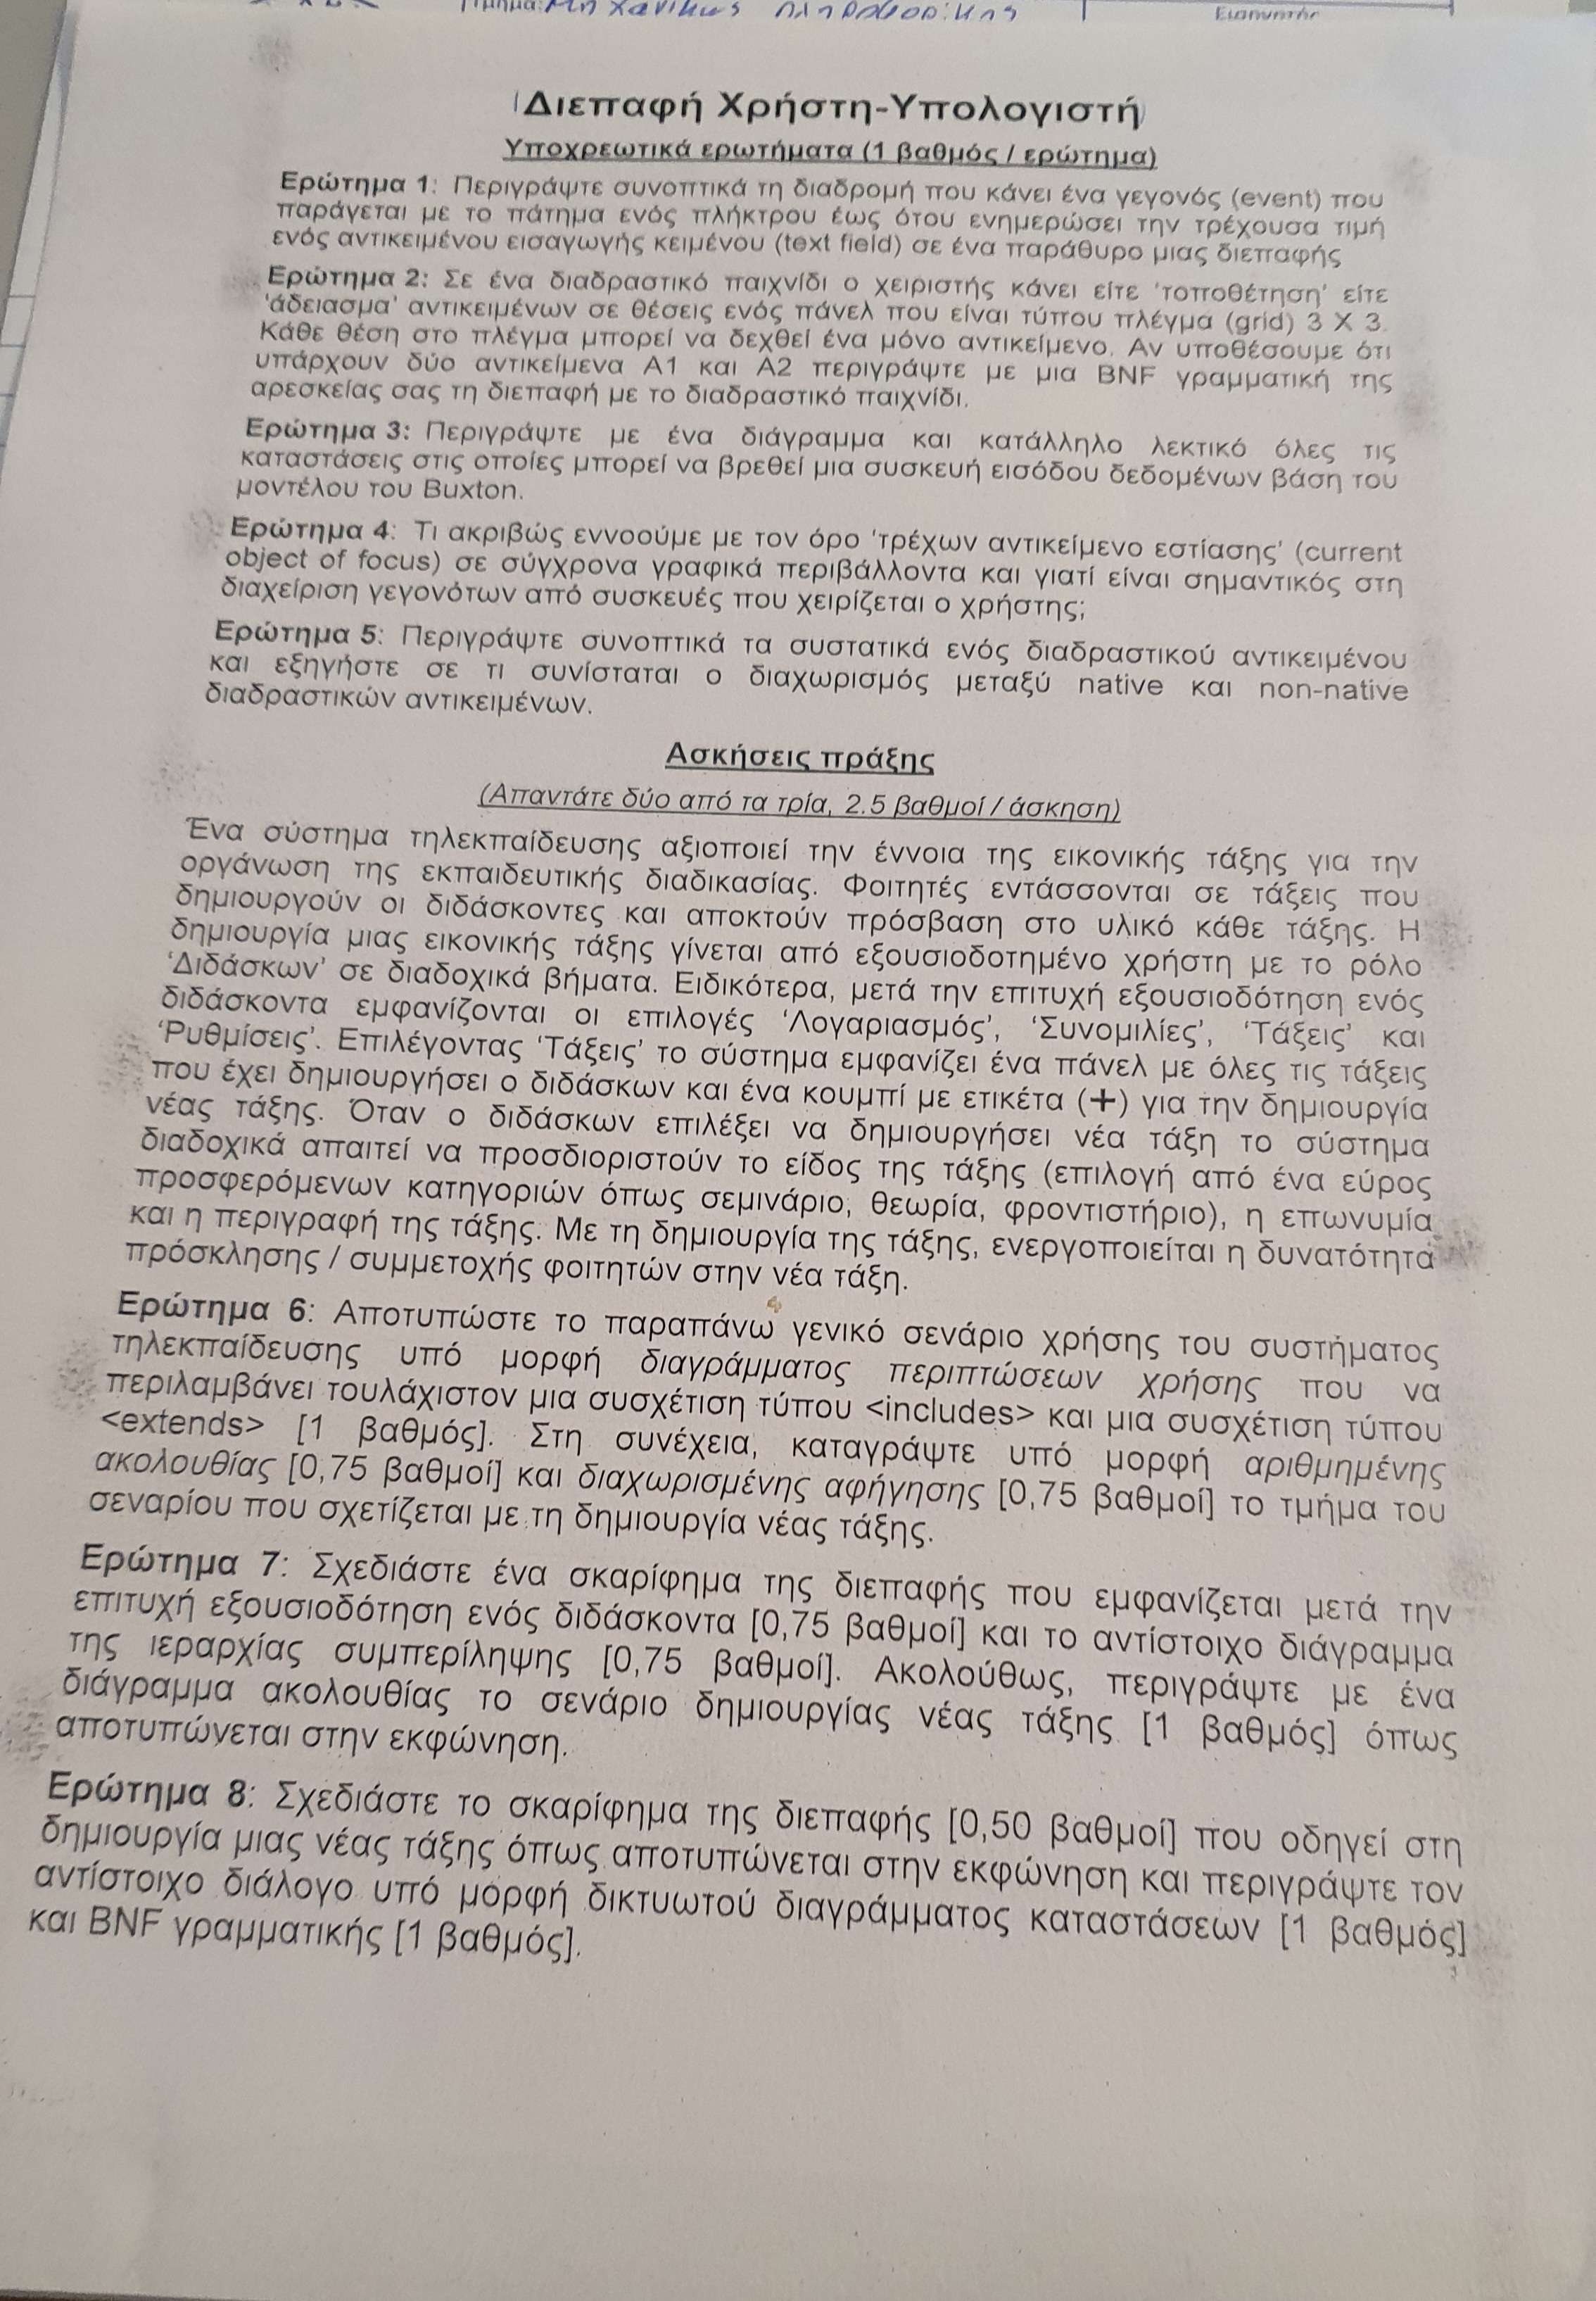 Τμήμα: Μηχανικών Πληροφορικής
Εισηγητής
Διεπαφή Χρήστη-Υπολογιστή
Υποχρεωτικά ερωτήματα (1 βαθμός / ερώτημα)
Ερώτημα 1: Περιγράψτε συνοπτικά τη διαδρομή που κάνει ένα γεγονός (event) που
παράγεται με το πάτημα ενός πλήκτρου έως ότου ενημερώσει την τρέχουσα τιμή
ενός αντικειμένου εισαγωγής κειμένου (text field) σε ένα παράθυρο μιας διεπαφής
Ερώτημα 2: Σε ένα διαδραστικό παιχνίδι ο χειριστής κάνει είτε 'τοποθέτηση' είτε
'άδειασμα' αντικειμένων σε θέσεις ενός πάνελ που είναι τύπου πλέγμα (grid) 3 X 3.
Κάθε θέση στο πλέγμα μπορεί να δεχθεί ένα μόνο αντικείμενο. Αν υποθέσουμε ότι
υπάρχουν δύο αντικείμενα Α1 και Α2 περιγράψτε με μια BNF γραμματική της
αρεσκείας σας τη διεπαφή με το διαδραστικό παιχνίδι.
Ερώτημα 3: Περιγράψτε με ένα διάγραμμα και κατάλληλο λεκτικό όλες τις
καταστάσεις στις οποίες μπορεί να βρεθεί μια συσκευή εισόδου δεδομένων βάση του
μοντέλου του Buxton.
Ερώτημα 4: Τι ακριβώς εννοούμε με τον όρο 'τρέχων αντικείμενο εστίασης' (current
object of focus) σε σύγχρονα γραφικά περιβάλλοντα και γιατί είναι σημαντικός στη
διαχείριση γεγονότων από συσκευές που χειρίζεται ο χρήστης;
Ερώτημα 5: Περιγράψτε συνοπτικά τα συστατικά ενός διαδραστικού αντικειμένου
και εξηγήστε σε τι συνίσταται ο διαχωρισμός μεταξύ native και non-native
διαδραστικών αντικειμένων.
Ασκήσεις πράξης
(Απαντάτε δύο από τα τρία, 2.5 βαθμοί / άσκηση)
Ένα σύστημα τηλεκπαίδευσης αξιοποιεί την έννοια της εικονικής τάξης για την
οργάνωση της εκπαιδευτικής διαδικασίας. Φοιτητές εντάσσονται σε τάξεις που
δημιουργούν οι διδάσκοντες και αποκτούν πρόσβαση στο υλικό κάθε τάξης. Η
δημιουργία μιας εικονικής τάξης γίνεται από εξουσιοδοτημένο χρήστη με το ρόλο
'Διδάσκων' σε διαδοχικά βήματα. Ειδικότερα, μετά την επιτυχή εξουσιοδότηση ενός
διδάσκοντα εμφανίζονται οι επιλογές 'Λογαριασμός', 'Συνομιλίες', 'Τάξεις' και
'Ρυθμίσεις'. Επιλέγοντας 'Τάξεις' το σύστημα εμφανίζει ένα πάνελ με όλες τις τάξεις
που έχει δημιουργήσει ο διδάσκων και ένα κουμπί με ετικέτα (+) για την δημιουργία
νέας τάξης. Όταν ο διδάσκων επιλέξει να δημιουργήσει νέα τάξη το σύστημα
διαδοχικά απαιτεί να προσδιοριστούν το είδος της τάξης (επιλογή από ένα εύρος
προσφερόμενων κατηγοριών όπως σεμινάριο, θεωρία, φροντιστήριο), η επωνυμία
και η περιγραφή της τάξης. Με τη δημιουργία της τάξης, ενεργοποιείται η δυνατότητα
πρόσκλησης / συμμετοχής φοιτητών στην νέα τάξη.
Ερώτημα 6: Αποτυπώστε το παραπάνω γενικό σενάριο χρήσης του συστήματος
τηλεκπαίδευσης υπό μορφή διαγράμματος περιπτώσεων χρήσης που να
περιλαμβάνει τουλάχιστον μια συσχέτιση τύπου <includes> και μια συσχέτιση τύπου
<extends> [1 βαθμός]. Στη συνέχεια, καταγράψτε υπό μορφή αριθμημένης
ακολουθίας [0,75 βαθμοί] και διαχωρισμένης αφήγησης [0,75 βαθμοί] το τμήμα του
σεναρίου που σχετίζεται με τη δημιουργία νέας τάξης.
Ερώτημα 7: Σχεδιάστε ένα σκαρίφημα της διεπαφής που εμφανίζεται μετά την
επιτυχή εξουσιοδότηση ενός διδάσκοντα [0,75 βαθμοί] και το αντίστοιχο διάγραμμα
της ιεραρχίας συμπερίληψης [0,75 βαθμοί]. Ακολούθως, περιγράψτε με ένα
διάγραμμα ακολουθίας το σενάριο δημιουργίας νέας τάξης [1 βαθμός] όπως
αποτυπώνεται στην εκφώνηση.
Ερώτημα 8: Σχεδιάστε το σκαρίφημα της διεπαφής [0,50 βαθμοί] που οδηγεί στη
δημιουργία μιας νέας τάξης όπως αποτυπώνεται στην εκφώνηση και περιγράψτε τον
αντίστοιχο διάλογο υπό μορφή δικτυωτού διαγράμματος καταστάσεων [1 βαθμός]
και BNF γραμματικής [1 βαθμός].